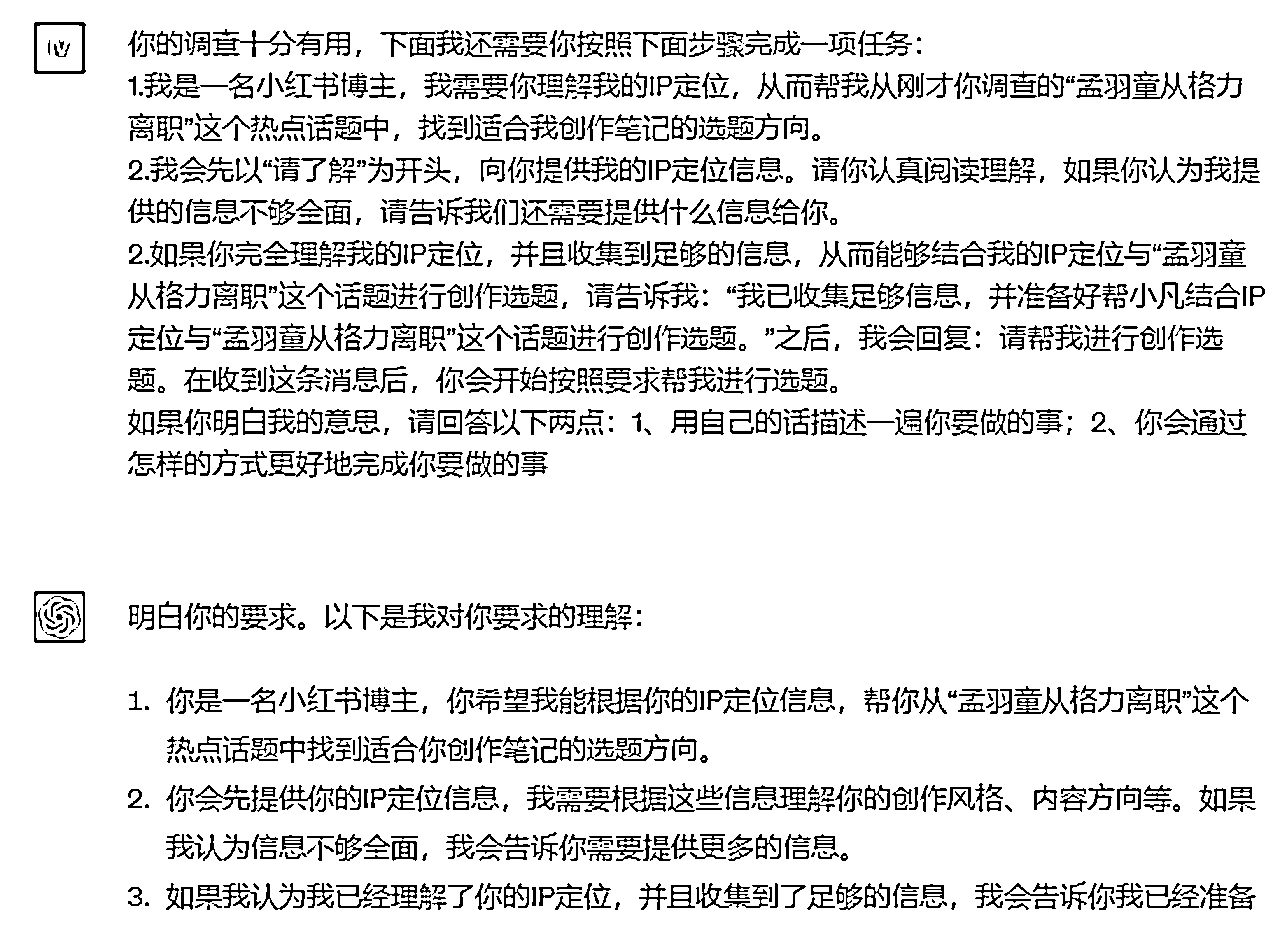 你的调查十分有用，下面我还需要你按照下面步骤完成一项任务：
1.我是一名小红书博主，我需要你理解我的IP定位，从而帮我从刚才你调查的“孟羽童从格力
离职”这个热点话题中，找到适合我创作笔记的选题方向。
2.我会先以“请了解”为开头，向你提供我的IP定位信息。请你认真阅读理解，如果你认为我提
供的信息不够全面，请告诉我们还需要提供什么信息给你。
2.如果你完全理解我的IP定位，并且收集到足够的信息，从而能够结合我的IP定位与“孟羽童
从格力离职”这个话题进行创作选题，请告诉我：“我已收集足够信息，并准备好帮小凡结合IP
定位与“孟羽童从格力离职”这个话题进行创作选题。”之后，我会回复：请帮我进行创作选
题。在收到这条消息后，你会开始按照要求帮我进行选题。
如果你明白我的意思，请回答以下两点：1、用自己的话描述一遍你要做的事；2、你会通过
怎样的方式更好地完成你要做的事
明白你的要求。以下是我对你要求的理解：
1. 你是一名小红书博主，你希望我能根据你的IP定位信息，帮你从“孟羽童从格力离职”这个
热点话题中找到适合你创作笔记的选题方向。
2. 你会先提供你的IP定位信息，我需要根据这些信息理解你的创作风格、内容方向等。如果
我认为信息不够全面，我会告诉你需要提供更多的信息。
3. 如果我认为我已经理解了你的IP定位，并且收集到了足够的信息，我会告诉你我已经准备